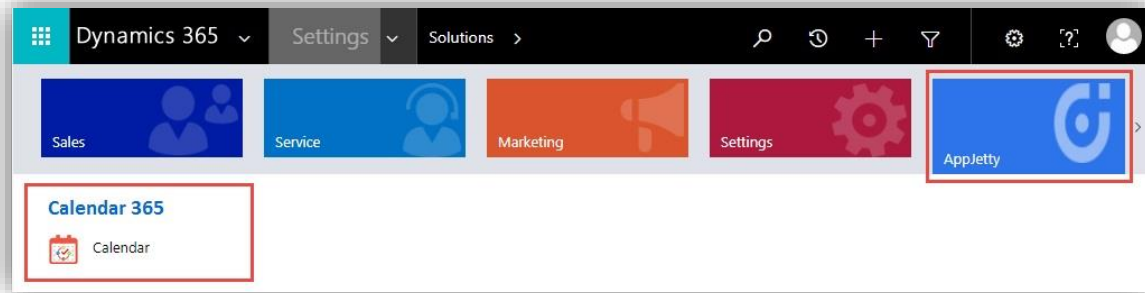 Dynamics 365 Settings Solutions >
Sales Service Marketing Settings AppJetty
Calendar 365
Calendar